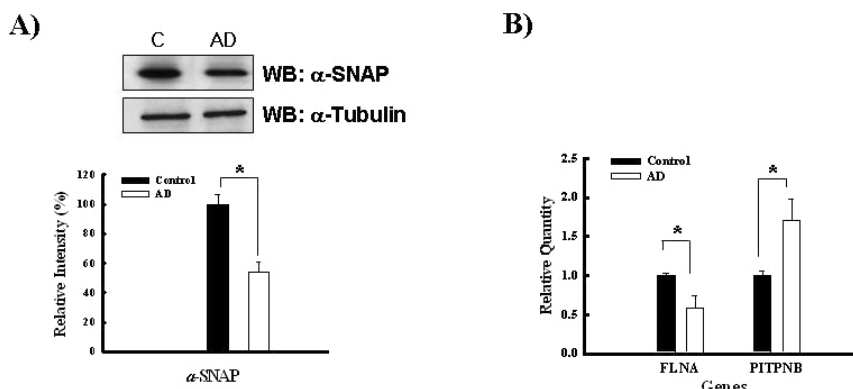 A)
C AD
WB: α-SNAP
WB: α-Tubulin
Relative Intensity (%)
120
100
80
60
40
20
0
Control
AD
*
α-SNAP
B)
Relative Quantity
2.5
2.0
1.5
1.0
0.5
0.0
Control
AD
*
*
FLNA PITPNB
Genes